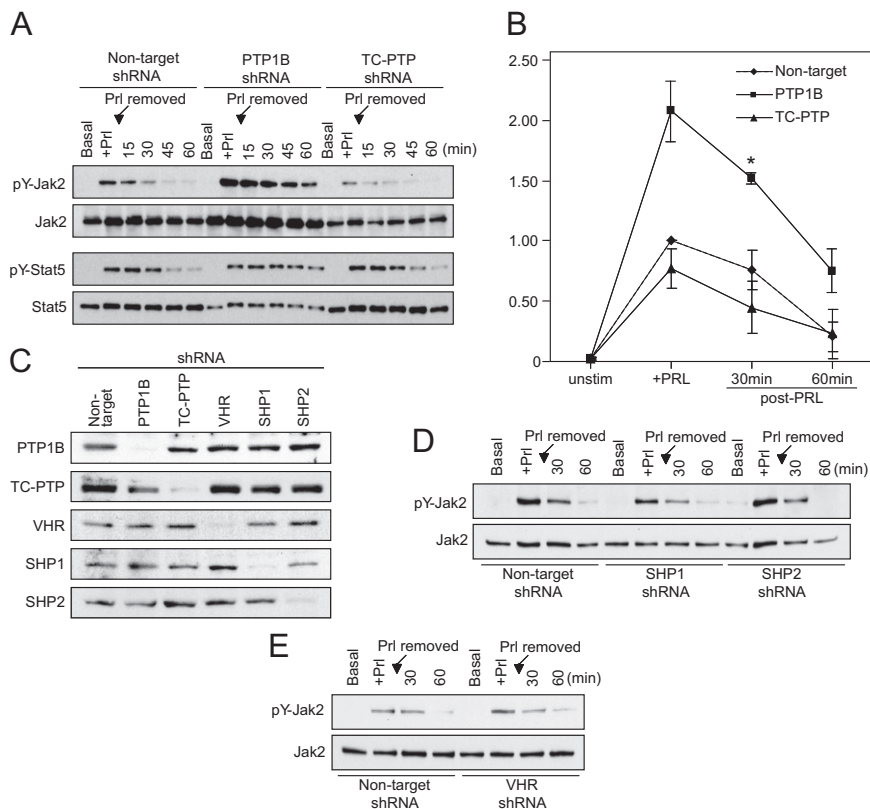 A
Non-target
shRNA
PTP1B
shRNA
TC-PTP
shRNA
Prl removed
Prl removed
Prl removed
Basal +Prl 15 30 45 60 Basal +Prl 15 30 45 60 Basal +Prl 15 30 45 60 (min)
pY-Jak2
Jak2
pY-Stat5
Stat5
B
Non-target
PTP1B
TC-PTP
2.50
2.00
1.50
1.00
0.50
0
*
unstim +PRL 30min 60min
post-PRL
C
shRNA
Non-
target
PTP1B
TC-PTP
VHR
SHP1
SHP2
PTP1B
TC-PTP
VHR
SHP1
SHP2
D
Prl removed
Prl removed
Prl removed
Basal +Prl 30 60 Basal +Prl 30 60 Basal +Prl 30 60 (min)
pY-Jak2
Jak2
Non-target
shRNA
SHP1
shRNA
SHP2
shRNA
E
Prl removed
Prl removed
Basal +Prl 30 60 Basal +Prl 30 60 (min)
pY-Jak2
Jak2
Non-target
shRNA
VHR
shRNA